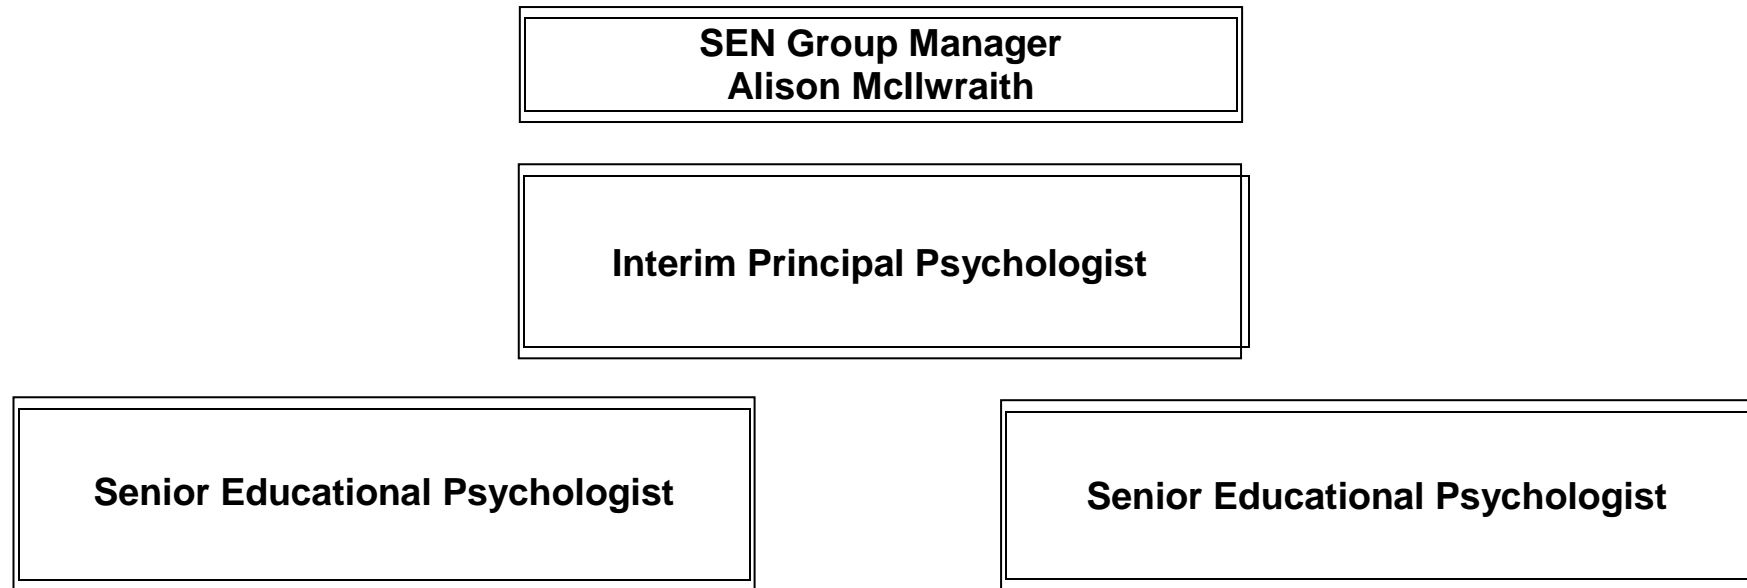 SEN Group Manager
Alison McIlwraith
Interim Principal Psychologist
Senior Educational Psychologist
Senior Educational Psychologist